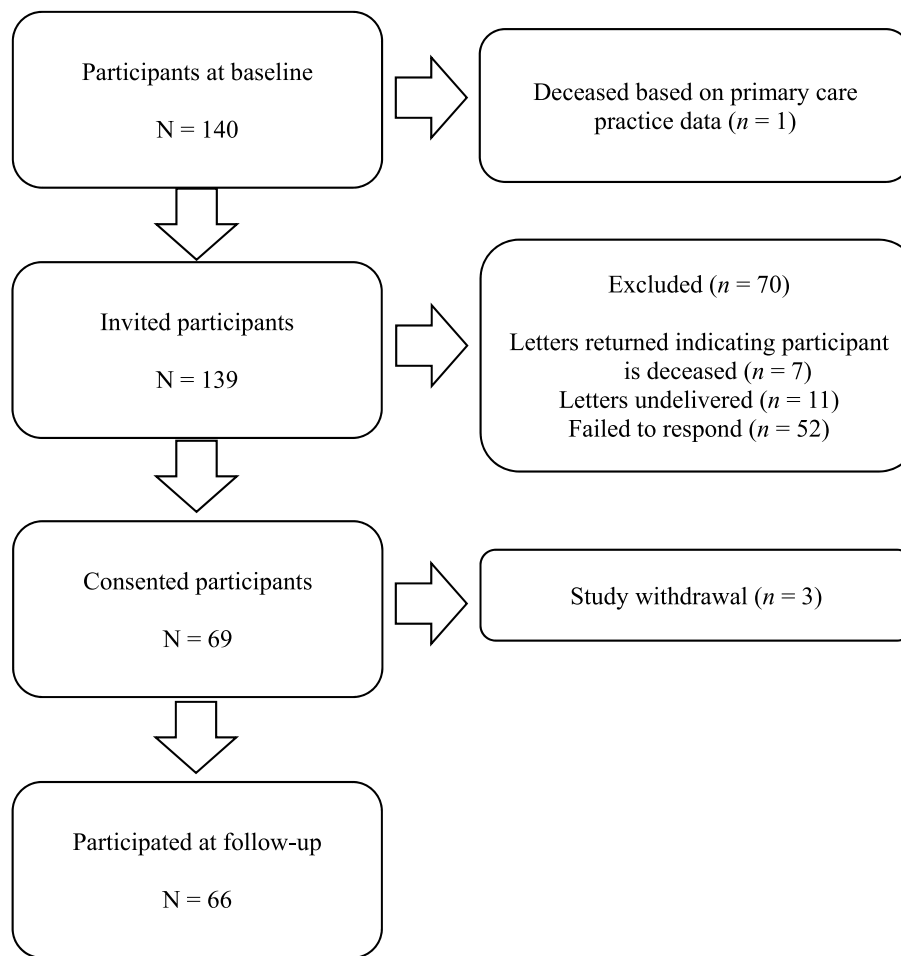 Participants at baseline
N = 140
Deceased based on primary care
practice data (n = 1)
Invited participants
N = 139
Excluded (n = 70)
Letters returned indicating participant
is deceased (n = 7)
Letters undelivered (n = 11)
Failed to respond (n = 52)
Consented participants
N = 69
Study withdrawal (n = 3)
Participated at follow-up
N = 66